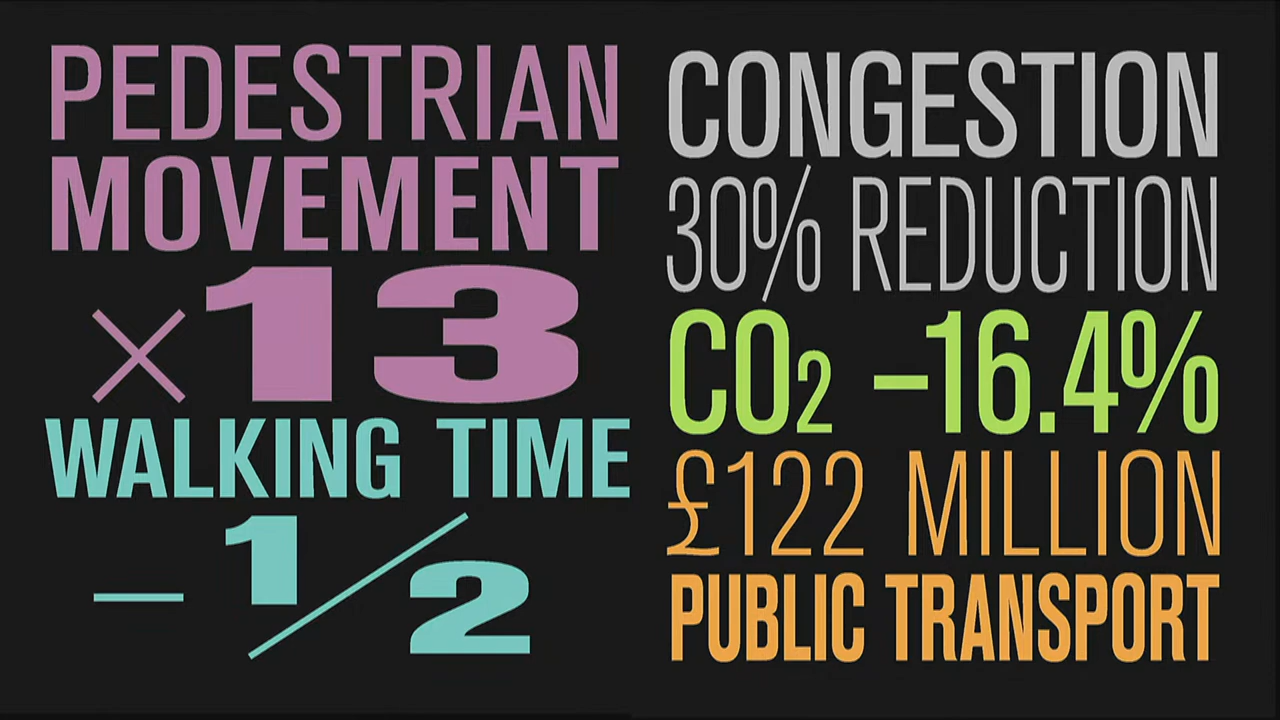 PEDESTRIAN
MOVEMENT
×13
WALKING TIME
–1/2
CONGESTION
30% REDUCTION
CO₂ –16.4%
£122 MILLION
PUBLIC TRANSPORT